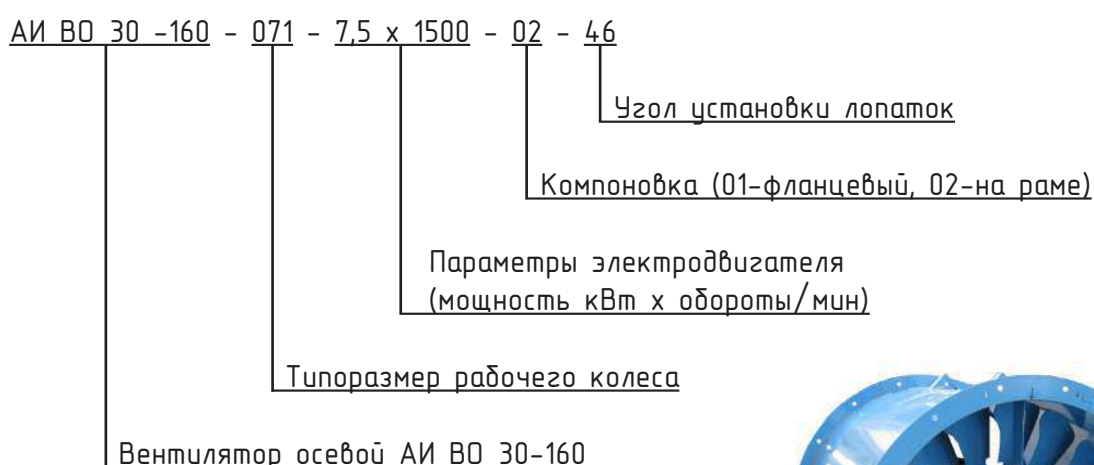 АИ ВО 30 -160 - 071 - 7,5 х 1500 - 02 - 46
Угол установки лопаток
Компоновка (01-фланцевый, 02-на раме)
Параметры электродвигателя
(мощность кВт х обороты/мин)
Типоразмер рабочего колеса
Вентилятор осевой АИ ВО 30-160